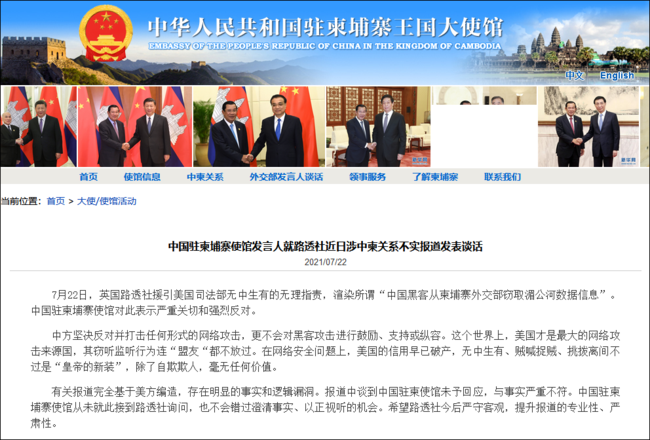 中华人民共和国驻柬埔寨王国大使馆
EMBASSY OF THE PEOPLE'S REPUBLIC OF CHINA IN THE KINGDOM OF CAMBODIA
中文 English
首页 使馆信息 中柬关系 外交部发言人谈话 领事服务 了解柬埔寨 联系我们
当前位置：首页 > 大使/使馆活动
中国驻柬埔寨使馆发言人就路透社近日涉中柬关系不实报道发表谈话
2021/07/22
7月22日，英国路透社援引美国司法部无中生有的无理指责，渲染所谓“中国黑客从柬埔寨外交部窃取湄公河数据信息”。
中国驻柬埔寨使馆对此表示严重关切和强烈反对。
中方坚决反对并打击任何形式的网络攻击，更不会对黑客攻击进行鼓励、支持或纵容。这个世界上，美国才是最大的网络攻
击来源国，其窃听监听行为连“盟友“都不放过。在网络安全问题上，美国的信用早已破产，无中生有、贼喊捉贼、挑拨离间不
过是“皇帝的新装”，除了自欺欺人，毫无任何价值。
有关报道完全基于美方编造，存在明显的事实和逻辑漏洞。报道中谈到中国驻柬使馆未予回应，与事实严重不符。中国驻柬
埔寨使馆从未就此接到路透社询问，也不会错过澄清事实、以正视听的机会。希望路透社今后严守客观，提升报道的专业性、严
肃性。